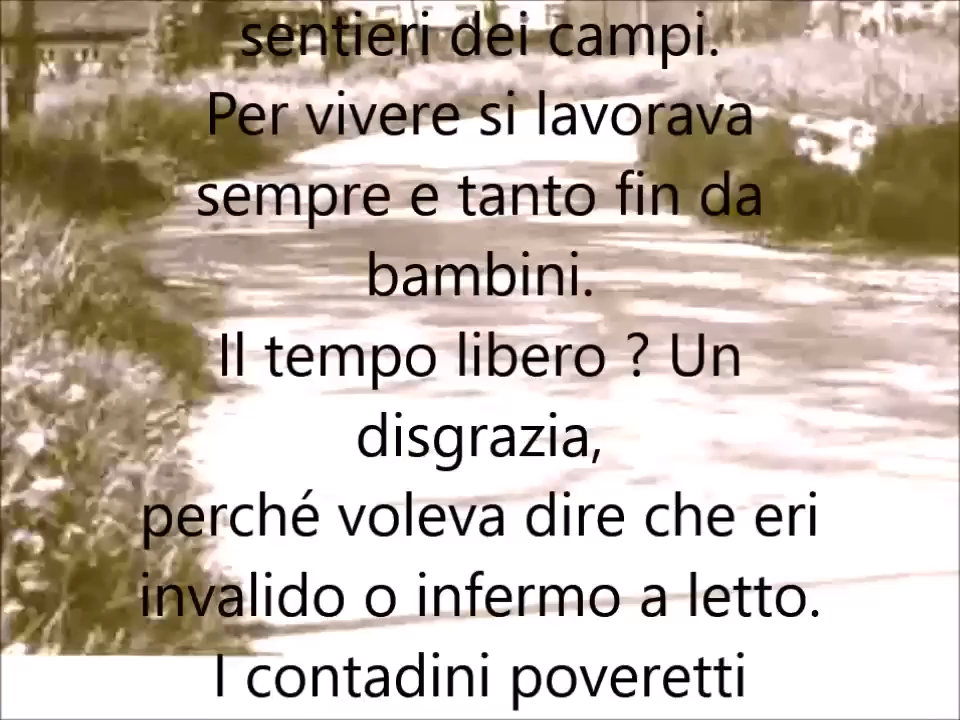 sentieri dei campi.
Per vivere si lavorava
sempre e tanto fin da
bambini.
Il tempo libero ? Un
disgrazia,
perché voleva dire che eri
invalido o infermo a letto.
I contadini poveretti